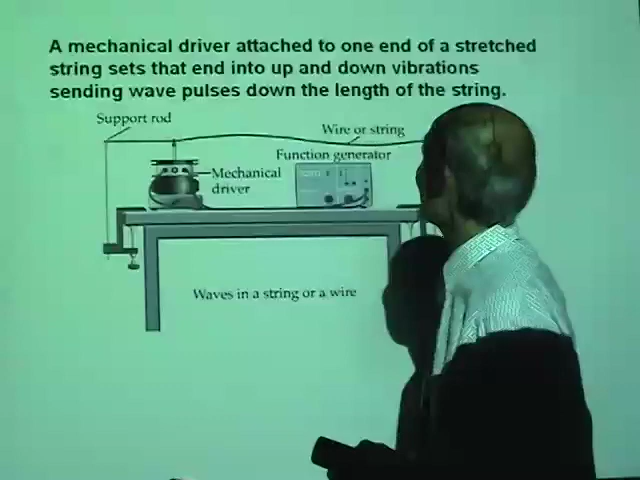 A mechanical driver attached to one end of a stretched
string sets that end into up and down vibrations
sending wave pulses down the length of the string.
Support rod
Wire or string
Function generator
Mechanical
driver
Waves in a string or a wire